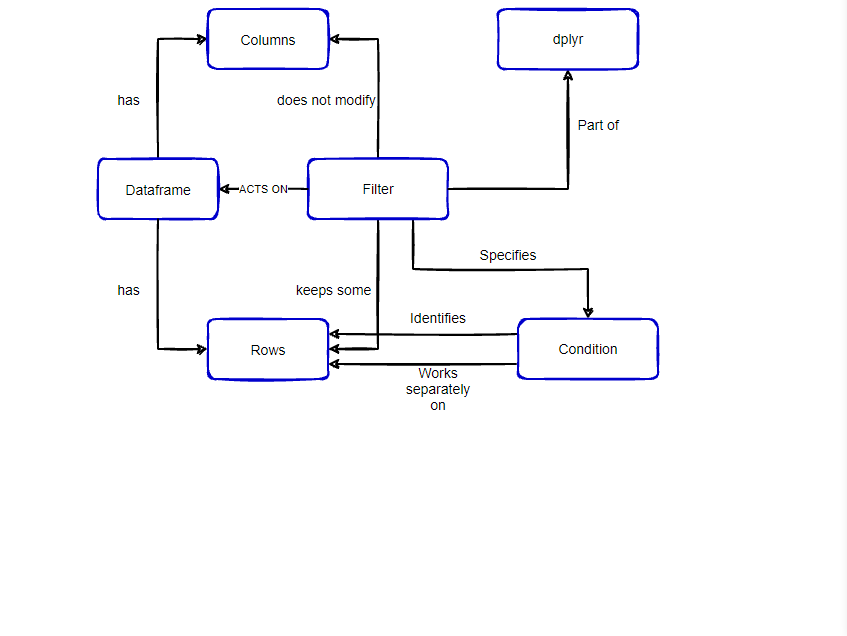 Columns
dplyr
has
does not modify
Part of
Dataframe
ACTS ON
Filter
Specifies
has
keeps some
Identifies
Rows
Condition
Works
separately
on